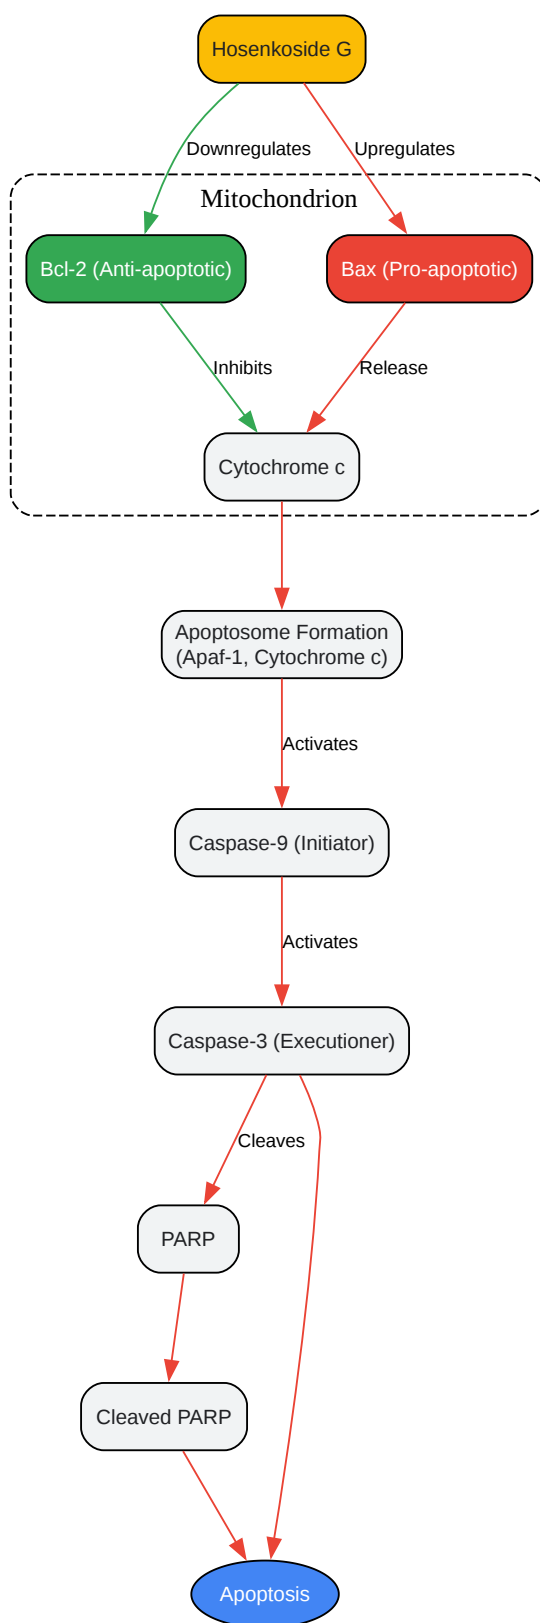 Hosenkoside G
Downregulates
Upregulates
Mitochondrion
Bcl-2 (Anti-apoptotic)
Bax (Pro-apoptotic)
Inhibits
Release
Cytochrome c
Apoptosome Formation
(Apaf-1, Cytochrome c)
Activates
Caspase-9 (Initiator)
Activates
Caspase-3 (Executioner)
Cleaves
PARP
Cleaved PARP
Apoptosis